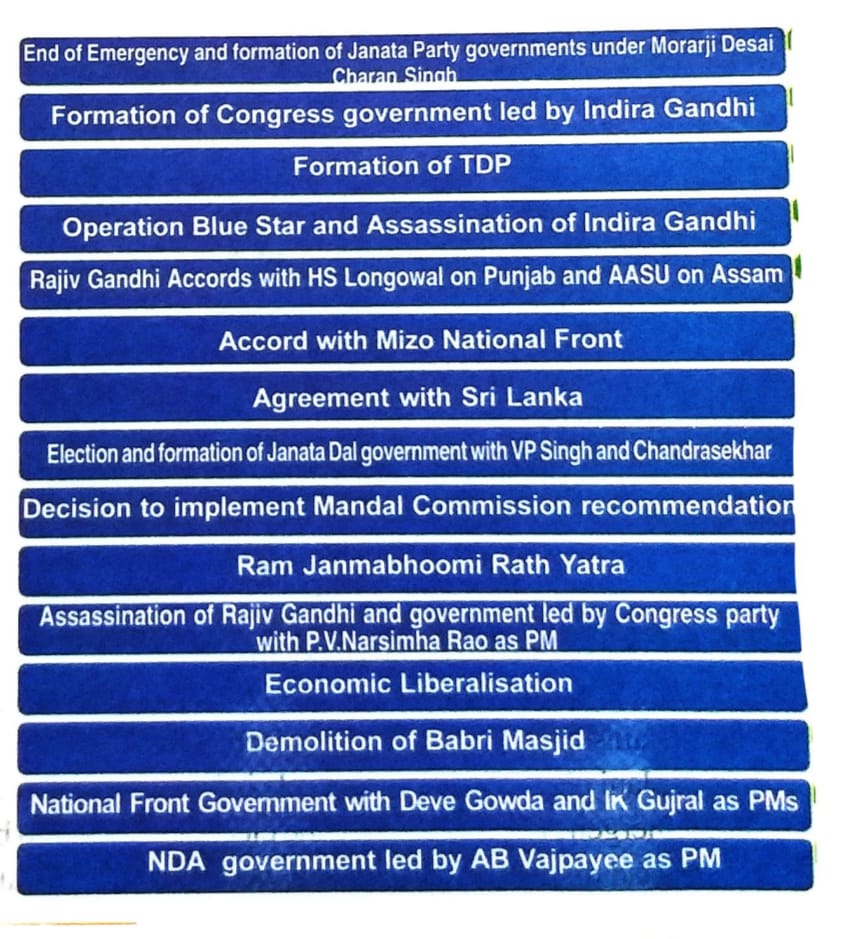 End of Emergency and formation of Janata Party governments under Morarji Desai
Charan Singh
Formation of Congress government led by Indira Gandhi
Formation of TDP
Operation Blue Star and Assassination of Indira Gandhi
Rajiv Gandhi Accords with HS Longowal on Punjab and AASU on Assam
Accord with Mizo National Front
Agreement with Sri Lanka
Election and formation of Janata Dal government with VP Singh and Chandrasekhar
Decision to implement Mandal Commission recommendation
Ram Janmabhoomi Rath Yatra
Assassination of Rajiv Gandhi and government led by Congress party
with P.V.Narsimha Rao as PM
Economic Liberalisation
Demolition of Babri Masjid
National Front Government with Deve Gowda and IK Gujral as PMs
NDA government led by AB Vajpayee as PM